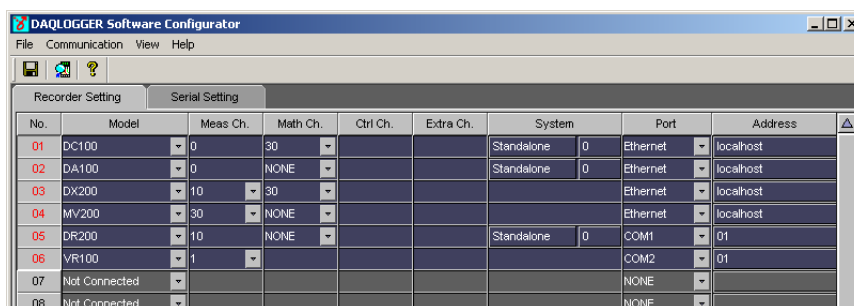 DAQLOGGER Software Configurator
File Communication View Help
Recorder Setting Serial Setting
No. Model Meas Ch. Math Ch. Ctrl Ch. Extra Ch. System Port Address
01 DC100 0 30 Standalone 0 Ethernet localhost
02 DA100 0 NONE Standalone 0 Ethernet localhost
03 DX200 10 30 Ethernet localhost
04 MV200 30 NONE Ethernet localhost
05 DR200 10 NONE Standalone 0 COM1 01
06 VR100 1 COM2 01
07 Not Connected NONE
08 Not Connected NONE